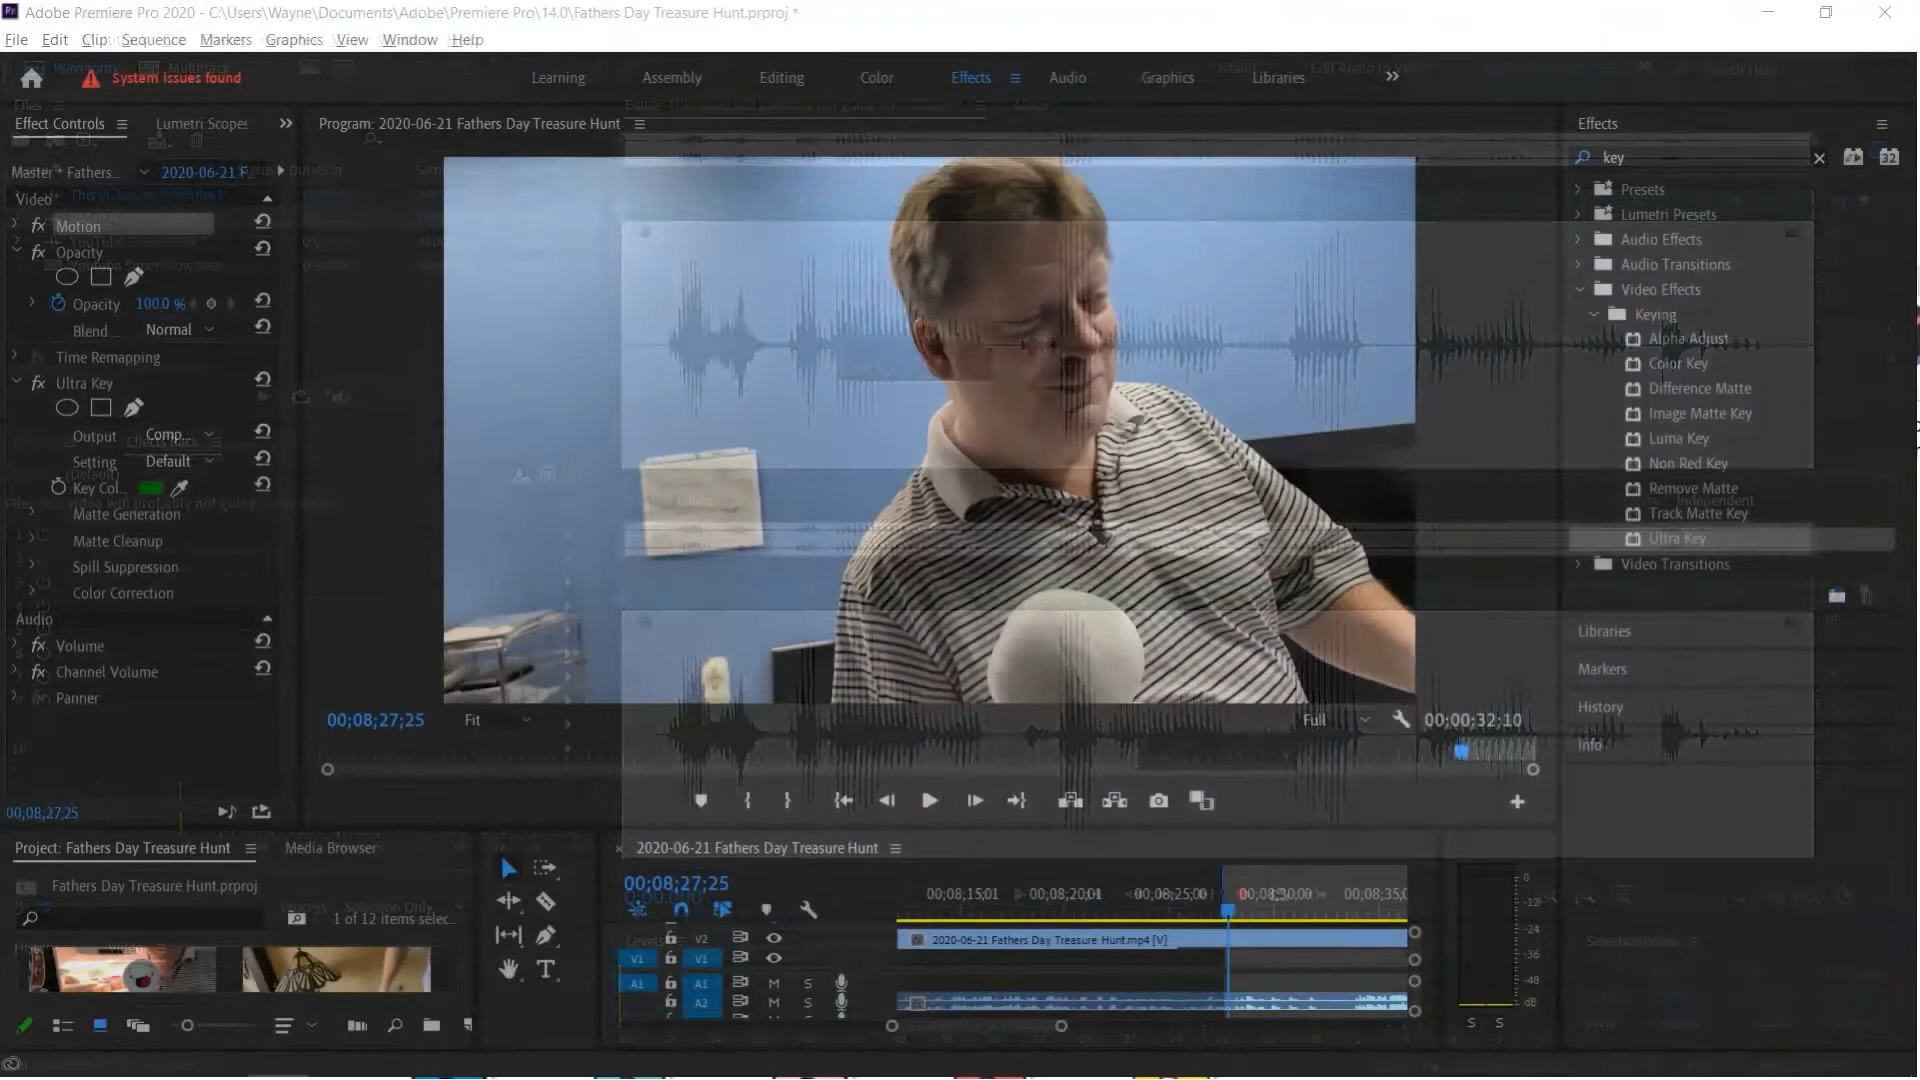 Adobe Premiere Pro 2020 - C:\Users\Wayne\Documents\Adobe\Premiere Pro\14.0\Fathers Day Treasure Hunt.prproj *
File Edit Clip Sequence Markers Graphics View Window Help
System issues found
Learning Assembly Editing Color Effects Audio Graphics Libraries
Effect Controls Lumetri Scopes
Program: 2020-06-21 Fathers Day Treasure Hunt
Effects
key
32
Master * Fathers... 2020-06-21 F...
Duration
Video
Motion
Opacity
Opacity 100.0 %
Blend ... Normal
Time Remapping
Ultra Key
Output Comp...
Setting Default
Key Col...
Matte Generation
Matte Cleanup
Spill Suppression
Color Correction
Audio
Volume
Channel Volume
Panner
Presets
Lumetri Presets
Audio Effects
Audio Transitions
Video Effects
Keying
Alpha Adjust
Color Key
Difference Matte
Image Matte Key
Luma Key
Non Red Key
Remove Matte
Track Matte Key
Ultra Key
Video Transitions
Libraries
Markers
History
Info
00;08;27;25 Fit Full 00;00;32;10
00;08;27;25
Project: Fathers Day Treasure Hunt Media Browser
Fathers Day Treasure Hunt.prproj
Selection Only
1 of 12 items selec...
2020-06-21 Fathers Day Treasure Hunt
00;08;27;25
00;08;15;01 00;08;20;01 00;08;25;00 00;08;30;00 00;08;35;0
V2 2020-06-21 Fathers Day Treasure Hunt.mp4 [V]
V1 V1
A1 A1 M S
A2 M S
0
-12
-24
-36
-48
dB
S S